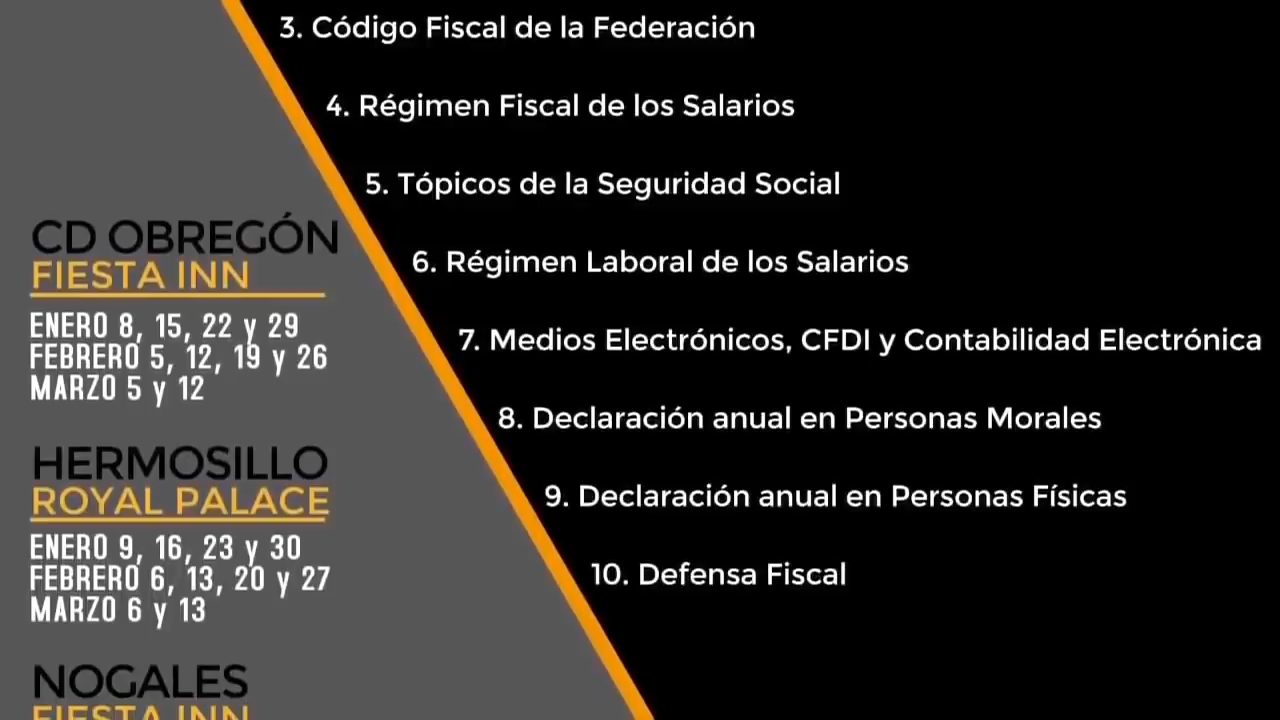 3. Código Fiscal de la Federación
4. Régimen Fiscal de los Salarios
5. Tópicos de la Seguridad Social
6. Régimen Laboral de los Salarios
7. Medios Electrónicos, CFDI y Contabilidad Electrónica
8. Declaración anual en Personas Morales
9. Declaración anual en Personas Físicas
10. Defensa Fiscal
CD OBREGÓN
FIESTA INN
ENERO 8, 15, 22 y 29
FEBRERO 5, 12, 19 y 26
MARZO 5 y 12
HERMOSILLO
ROYAL PALACE
ENERO 9, 16, 23 y 30
FEBRERO 6, 13, 20 y 27
MARZO 6 y 13
NOGALES
FIESTA INN